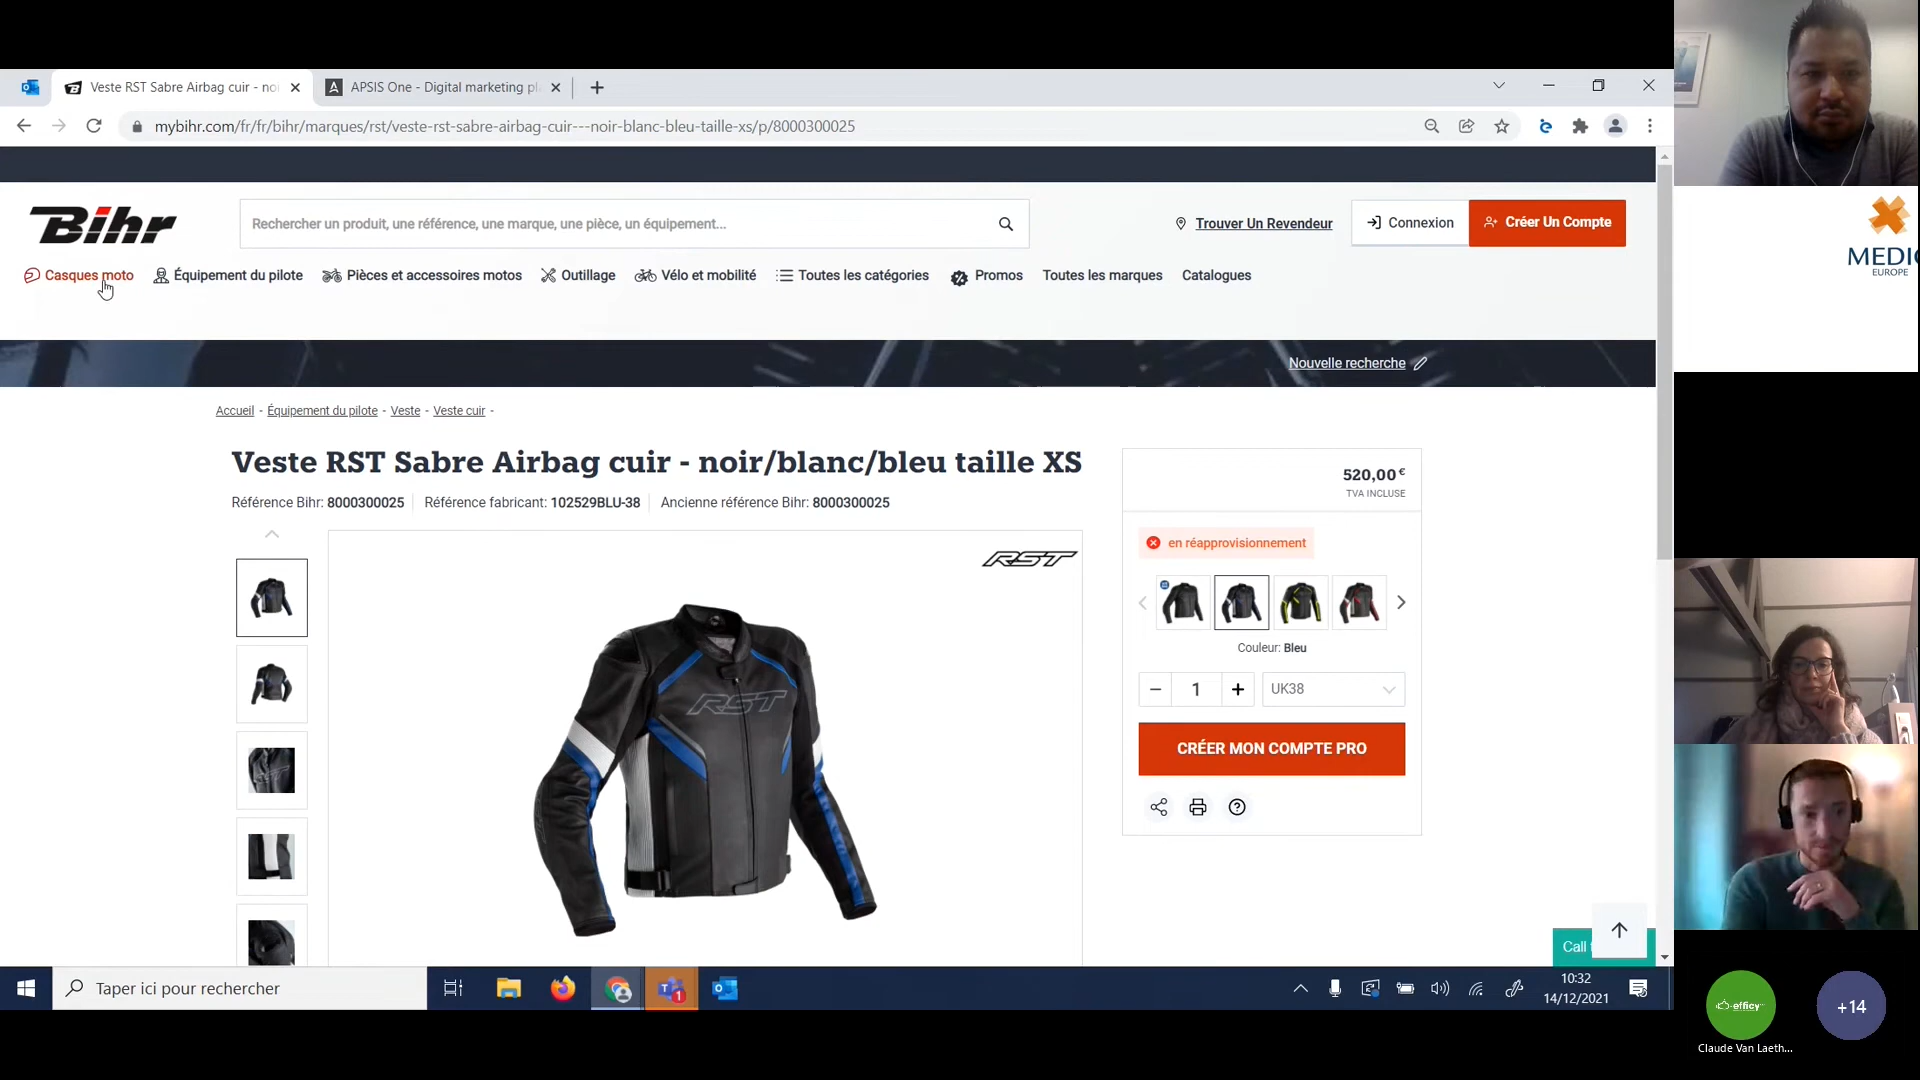 Veste RST Sabre Airbag cuir - noi
APSIS One - Digital marketing pl
mybihr.com/fr/fr/bihr/marques/rst/veste-rst-sabre-airbag-cuir---noir-blanc-bleu-taille-xs/p/8000300025
Bihr
Rechercher un produit, une référence, une marque, une pièce, un équipement...
Trouver Un Revendeur
Connexion
Créer Un Compte
Casques moto
Équipement du pilote
Pièces et accessoires motos
Outillage
Vélo et mobilité
Toutes les catégories
Promos
Toutes les marques
Catalogues
Nouvelle recherche
Accueil - Équipement du pilote - Veste - Veste cuir -
Veste RST Sabre Airbag cuir - noir/blanc/bleu taille XS
Référence Bihr: 8000300025
Référence fabricant: 102529BLU-38
Ancienne référence Bihr: 8000300025
RST
RST
520,00€
TVA INCLUSE
en réapprovisionnement
Couleur: Bleu
1
UK38
CRÉER MON COMPTE PRO
Call
Taper ici pour rechercher
1
10:32
14/12/2021
MEDIC
EUROPE
efficy
Claude Van Laeth...
+14